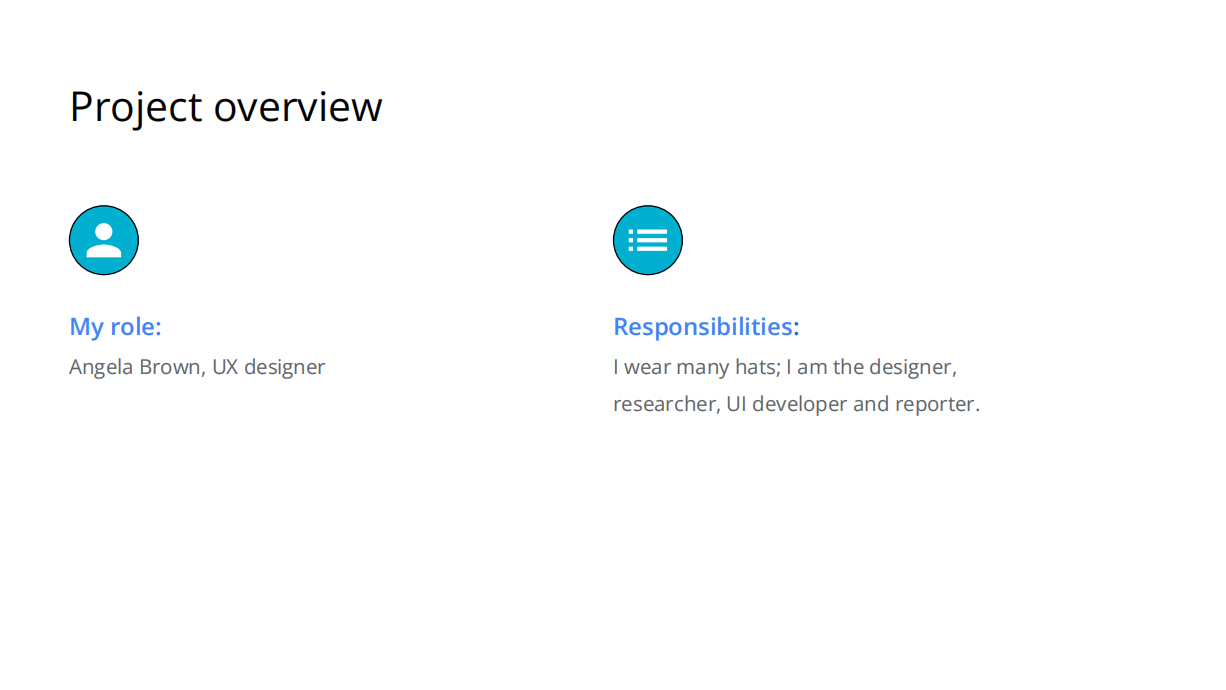 Project overview
My role:
Angela Brown, UX designer
Responsibilities:
I wear many hats; I am the designer,
researcher, UI developer and reporter.